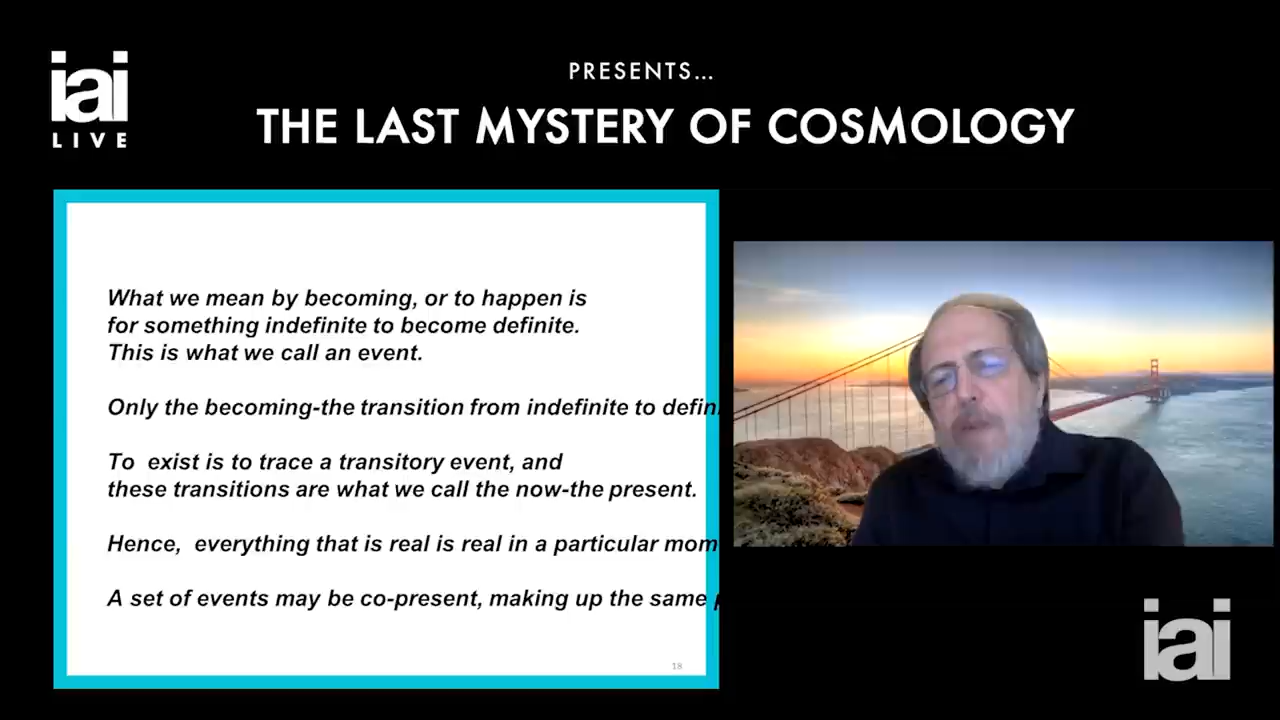 iai
LIVE
PRESENTS...
THE LAST MYSTERY OF COSMOLOGY
What we mean by becoming, or to happen is
for something indefinite to become definite.
This is what we call an event.
Only the becoming-the transition from indefinite to
To exist is to trace a transitory event, and
these transitions are what we call the now-the present.
Hence, everything that is real is real in a particular
A set of events may be co-present, making up the same
18
iai